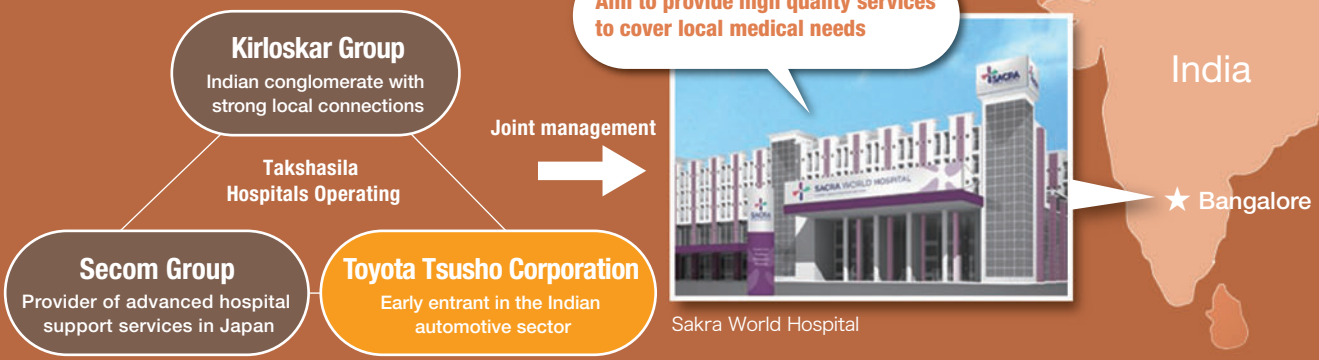 Aim to provide high quality services
to cover local medical needs
Kirloskar Group
Indian conglomerate with
strong local connections
Joint management
Takshasila
Hospitals Operating
Secom Group
Provider of advanced hospital
support services in Japan
Toyota Tsusho Corporation
Early entrant in the Indian
automotive sector
SACRA
SACRA WORLD HOSPITAL
SACRA
Sakra World Hospital
India
★ Bangalore